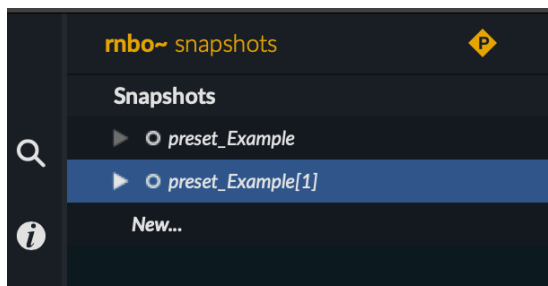 rnbo~ snapshots P
Snapshots
preset_Example
preset_Example[1]
New...
i